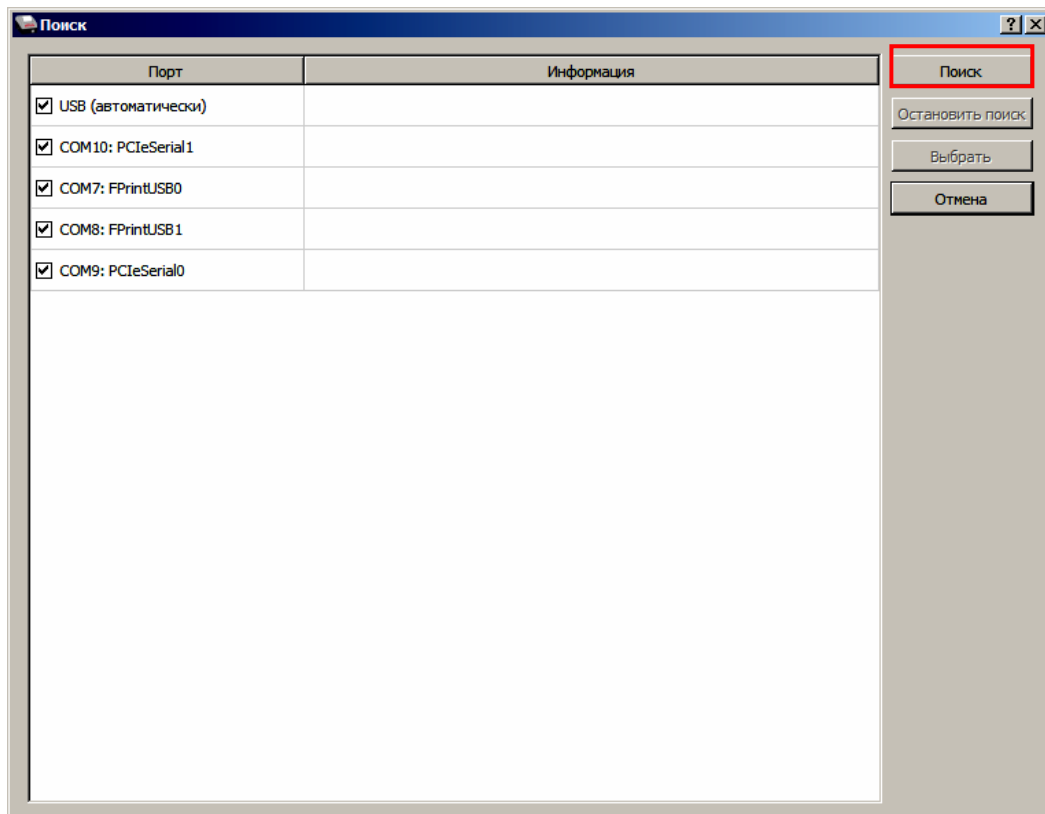 Поиск
Порт Информация
USB (автоматически)
COM10: PCIeSerial1
COM7: FPrintUSB0
COM8: FPrintUSB1
COM9: PCIeSerial0
Поиск
Остановить поиск
Выбрать
Отмена